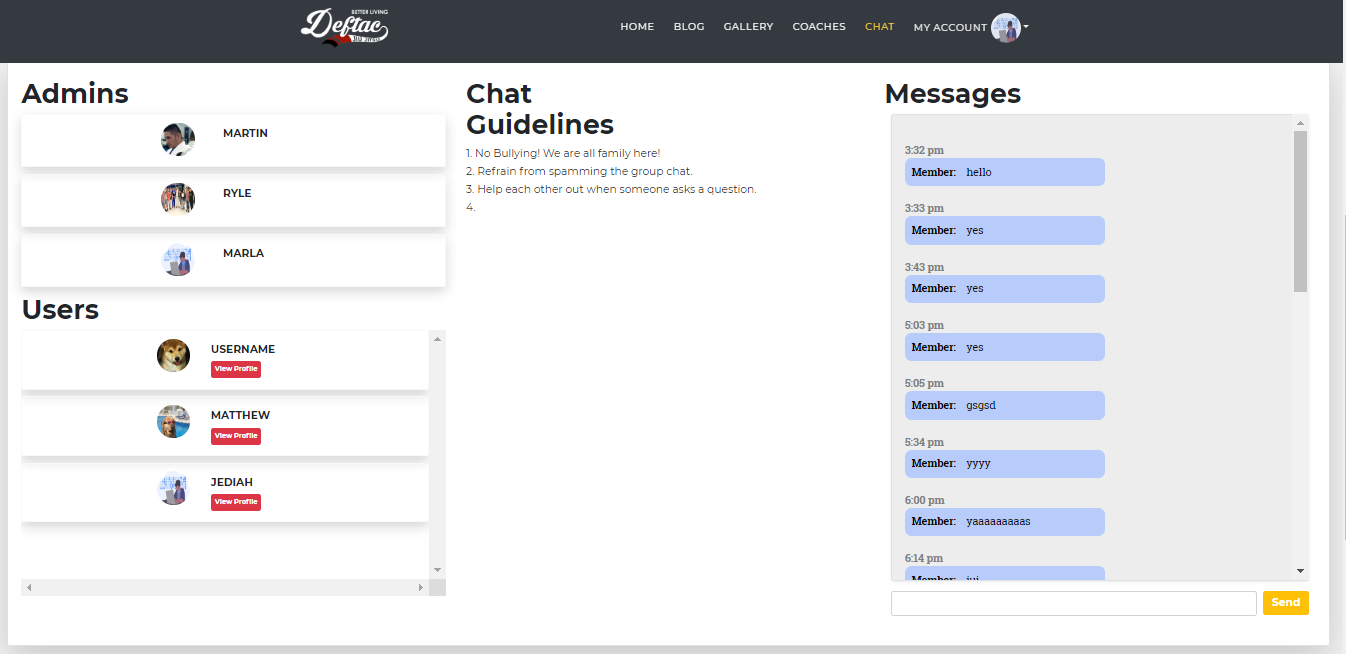 BETTER LIVING
Deftac
JIU JITSU
HOME BLOG GALLERY COACHES CHAT MY ACCOUNT
Admins
MARTIN
RYLE
MARLA
Users
USERNAME
View Profile
MATTHEW
View Profile
JEDIAH
View Profile
Chat
Guidelines
1. No Bullying! We are all family here!
2. Refrain from spamming the group chat.
3. Help each other out when someone asks a question.
4.
Messages
3:32 pm
Member: hello
3:33 pm
Member: yes
3:43 pm
Member: yes
5:03 pm
Member: yes
5:05 pm
Member: gsgsd
5:34 pm
Member: yyyy
6:00 pm
Member: yaaaaaaaaas
6:14 pm
Member:
Send